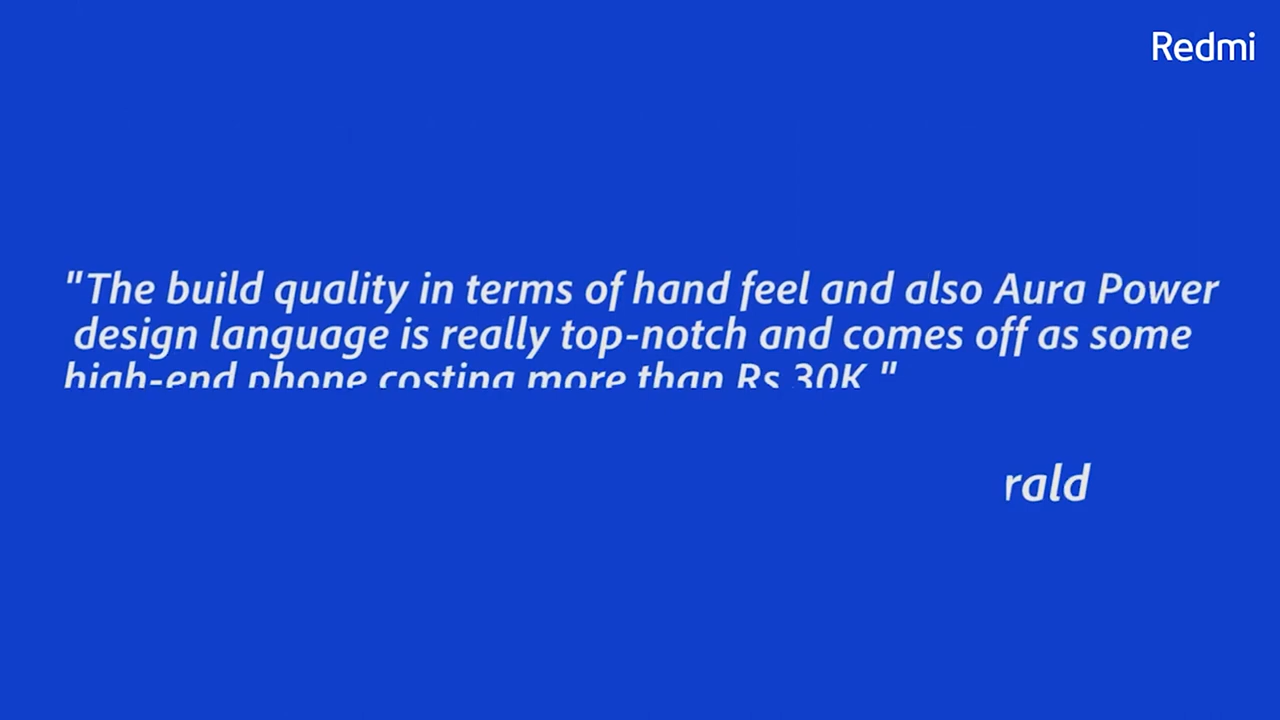 Redmi
"The build quality in terms of hand feel and also Aura Power
design language is really top-notch and comes off as some
high-end phone costing more than Rs 30K."
rald